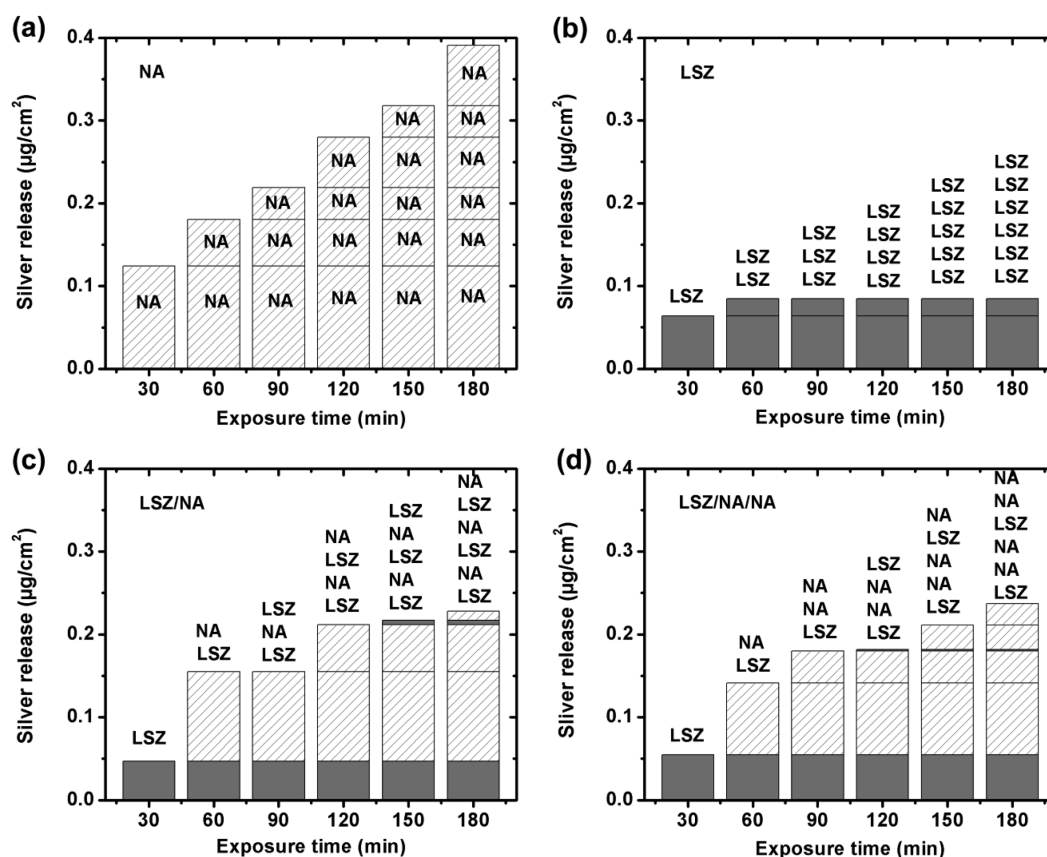 (a)
Silver release (µg/cm²)
0.4
0.3
0.2
0.1
0.0
NA
NA
NA NA
NA NA NA
NA NA NA NA
NA NA NA NA NA
NA NA NA NA NA NA
30 60 90 120 150 180
Exposure time (min)
(b)
Silver release (µg/cm²)
0.4
0.3
0.2
0.1
0.0
LSZ
LSZ
LSZ LSZ
LSZ LSZ LSZ
LSZ LSZ LSZ LSZ
LSZ LSZ LSZ LSZ LSZ
LSZ LSZ LSZ LSZ LSZ LSZ
30 60 90 120 150 180
Exposure time (min)
(c)
Silver release (µg/cm²)
0.4
0.3
0.2
0.1
0.0
LSZ/NA
LSZ
NA
LSZ
LSZ
NA
LSZ
NA
LSZ
NA
LSZ
LSZ
NA
LSZ
NA
LSZ
NA
LSZ
NA
LSZ
NA
LSZ
30 60 90 120 150 180
Exposure time (min)
(d)
Sliver release (µg/cm²)
0.4
0.3
0.2
0.1
0.0
LSZ/NA/NA
LSZ
NA
LSZ
NA
NA
LSZ
LSZ
NA
NA
LSZ
NA
LSZ
NA
NA
LSZ
NA
NA
LSZ
NA
NA
LSZ
30 60 90 120 150 180
Exposure time (min)